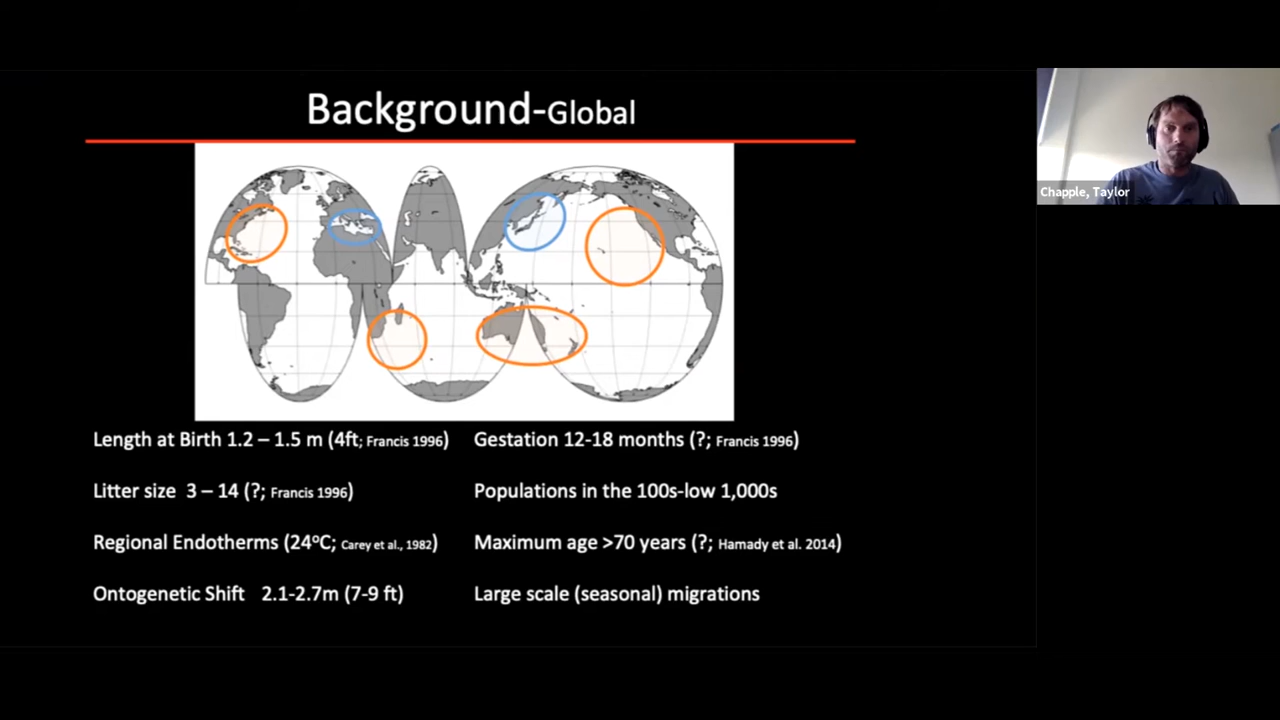 Background-Global
Chapple, Taylor
Length at Birth 1.2 – 1.5 m (4ft; Francis 1996)
Gestation 12-18 months (?; Francis 1996)
Litter size 3 – 14 (?; Francis 1996)
Populations in the 100s-low 1,000s
Regional Endotherms (24°C; Carey et al., 1982)
Maximum age >70 years (?; Hamady et al. 2014)
Ontogenetic Shift 2.1-2.7m (7-9 ft)
Large scale (seasonal) migrations